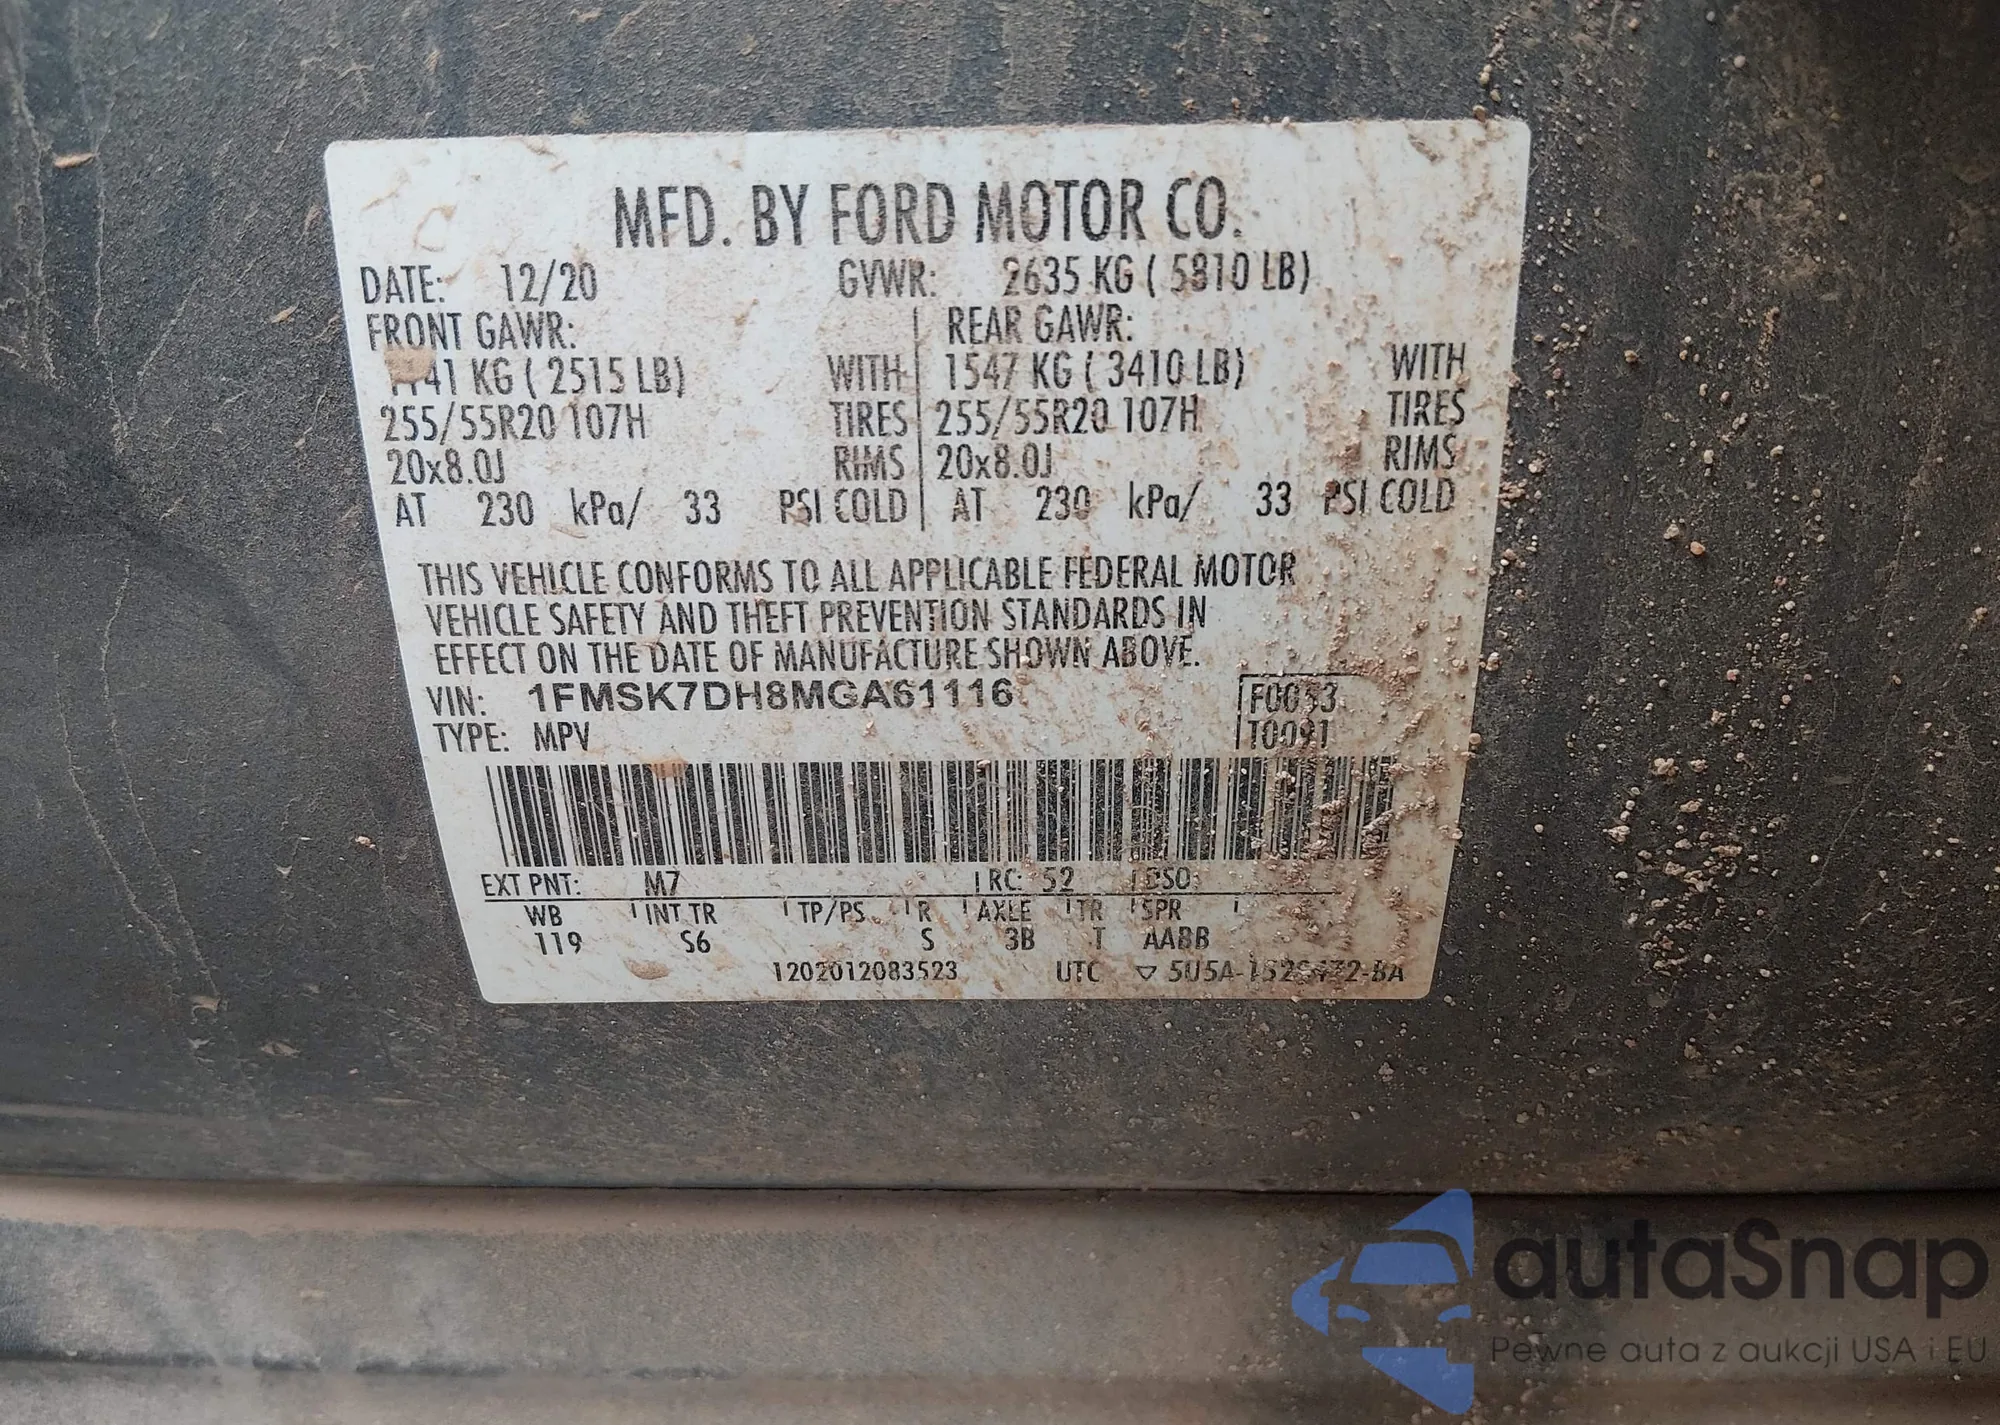 MFD. BY FORD MOTOR CO.
DATE: 12/20 GVWR: 2635 KG ( 5810 LB)
FRONT GAWR: REAR GAWR:
1141 KG ( 2515 LB) WITH 1547 KG ( 3410 LB) WITH
255/55R20 107H TIRES 255/55R20 107H TIRES
20x8.0J RIMS 20x8.0J RIMS
AT 230 kPa/ 33 PSI COLD AT 230 kPa/ 33 PSI COLD
THIS VEHICLE CONFORMS TO ALL APPLICABLE FEDERAL MOTOR
VEHICLE SAFETY AND THEFT PREVENTION STANDARDS IN
EFFECT ON THE DATE OF MANUFACTURE SHOWN ABOVE.
VIN: 1FMSK7DH8MGA61116 F0053
TYPE: MPV T0091
EXT PNT: M7 RC: 52 DSO:
WB INT TR TP/PS R AXLE TR SPR
119 S6 S 3B T AABB
1202012083523 UTC
autaSnap
Pewne auta z aukcji USA i EU